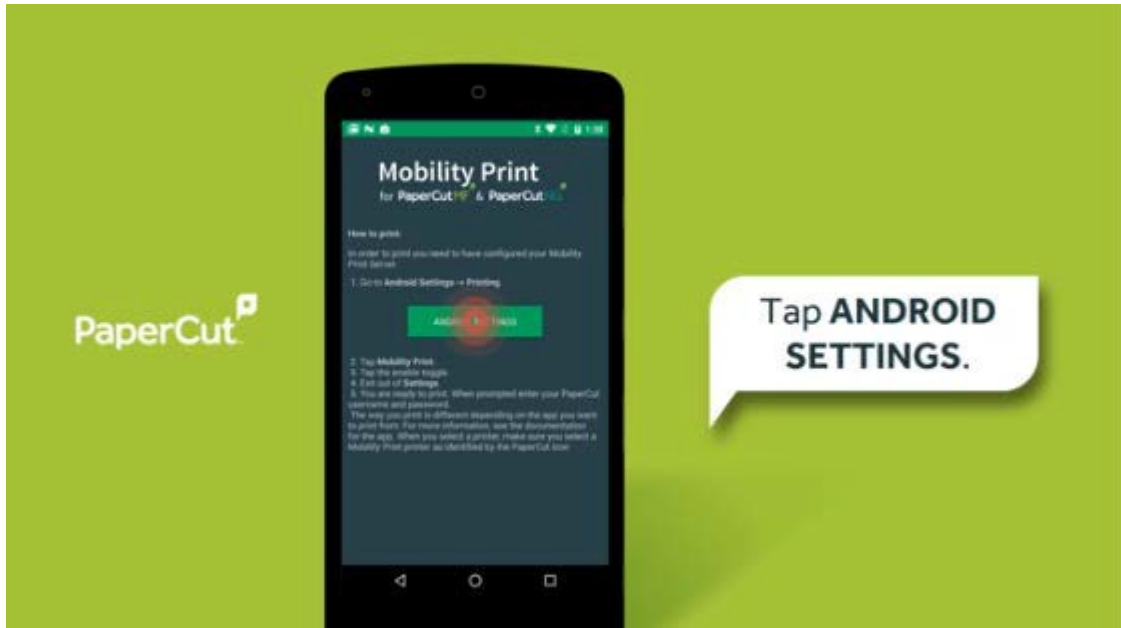 PaperCut
1:38
Mobility Print
for PaperCut MF & PaperCut NG
How to print:
In order to print you need to have configured your Mobility
Print Server.
1. Go to Android Settings → Printing
ANDROID SETTINGS
2. Tap Mobility Print.
3. Tap the enable toggle.
4. Exit out of Settings.
5. You are ready to print. When prompted enter your PaperCut
username and password.
The way you print is different depending on the app you want
to print from. For more information, see the documentation
for the app. When you select a printer, make sure you select a
Mobility Print printer as identified by the PaperCut icon
Tap ANDROID
SETTINGS.